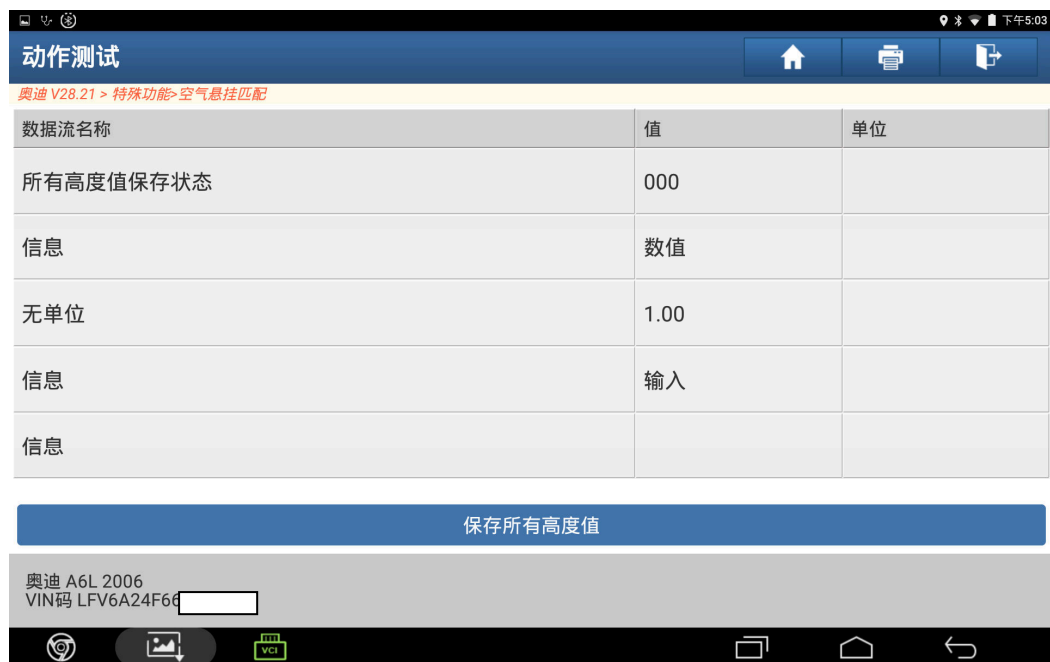 下午5:03
动作测试
奥迪 V28.21 > 特殊功能>空气悬挂匹配
数据流名称 值 单位
所有高度值保存状态 000
信息 数值
无单位 1.00
信息 输入
信息
保存所有高度值
奥迪 A6L 2006
VIN码 LFV6A24F66
VCI